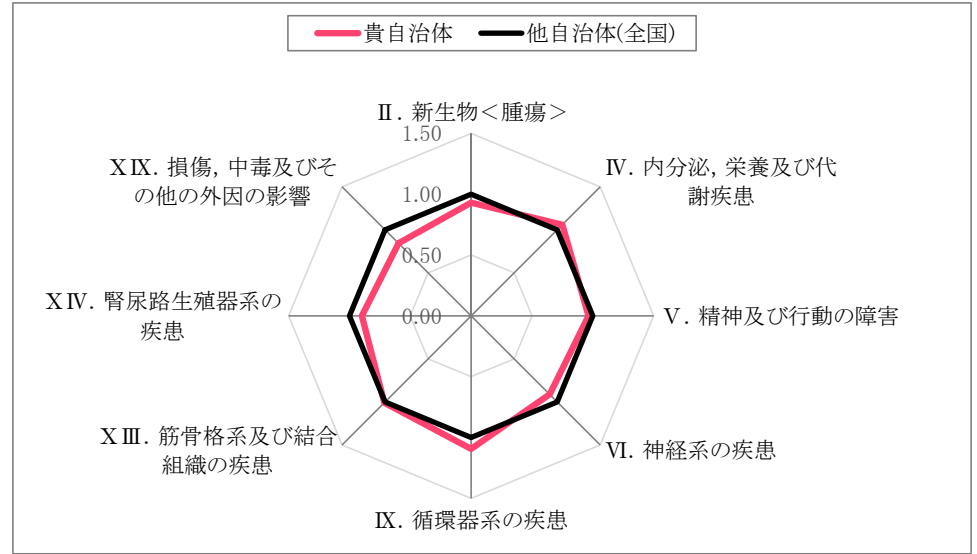 貴自治体 他自治体(全国)
Ⅱ. 新生物＜腫瘍＞
1.50
1.00
0.50
0.00
Ⅳ. 内分泌, 栄養及び代
謝疾患
Ⅴ. 精神及び行動の障害
Ⅵ. 神経系の疾患
Ⅸ. 循環器系の疾患
ⅩⅢ. 筋骨格系及び結合
組織の疾患
ⅩⅣ. 腎尿路生殖器系の
疾患
ⅩⅨ. 損傷, 中毒及びそ
の他の外因の影響